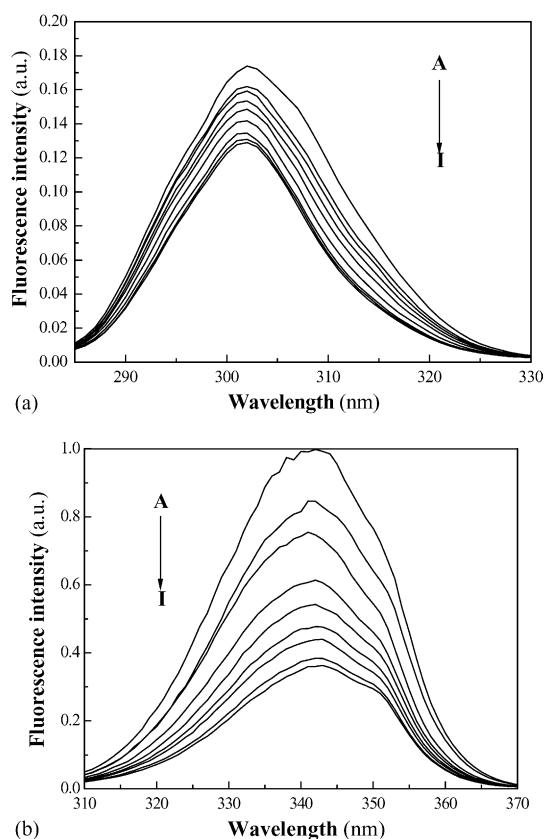 0.20
0.18
0.16
0.14
0.12
0.10
0.08
0.06
0.04
0.02
0.00
Fluorescence intensity (a.u.)
A
I
290 300 310 320 330
Wavelength (nm)
(a)
1.0
0.8
0.6
0.4
0.2
0.0
Fluorescence intensity (a.u.)
A
I
310 320 330 340 350 360 370
Wavelength (nm)
(b)